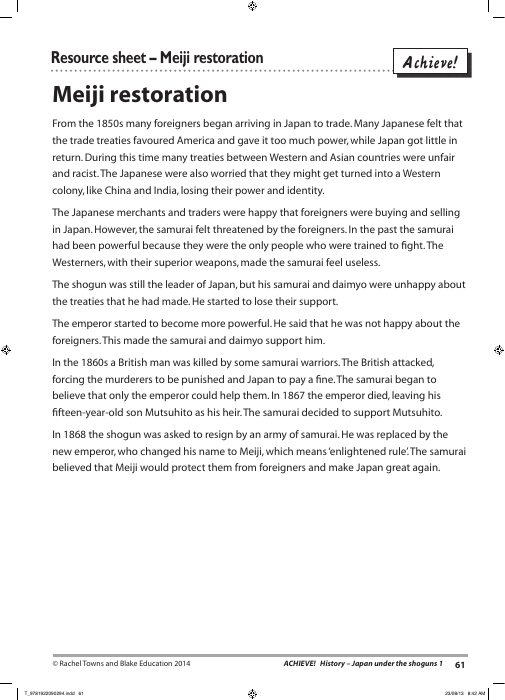 Resource sheet – Meiji restoration
Achieve!
Meiji restoration
From the 1850s many foreigners began arriving in Japan to trade. Many Japanese felt that
the trade treaties favoured America and gave it too much power, while Japan got little in
return. During this time many treaties between Western and Asian countries were unfair
and racist. The Japanese were also worried that they might get turned into a Western
colony, like China and India, losing their power and identity.
The Japanese merchants and traders were happy that foreigners were buying and selling
in Japan. However, the samurai felt threatened by the foreigners. In the past the samurai
had been powerful because they were the only people who were trained to fight. The
Westerners, with their superior weapons, made the samurai feel useless.
The shogun was still the leader of Japan, but his samurai and daimyo were unhappy about
the treaties that he had made. He started to lose their support.
The emperor started to become more powerful. He said that he was not happy about the
foreigners. This made the samurai and daimyo support him.
In the 1860s a British man was killed by some samurai warriors. The British attacked,
forcing the murderers to be punished and Japan to pay a fine. The samurai began to
believe that only the emperor could help them. In 1867 the emperor died, leaving his
fifteen-year-old son Mutsuhito as his heir. The samurai decided to support Mutsuhito.
In 1868 the shogun was asked to resign by an army of samurai. He was replaced by the
new emperor, who changed his name to Meiji, which means ‘enlightened rule’. The samurai
believed that Meiji would protect them from foreigners and make Japan great again.
© Rachel Towns and Blake Education 2014
ACHIEVE! History – Japan under the shoguns 1 61
T_9781922090294.indd 61
23/08/13 8:42 AM